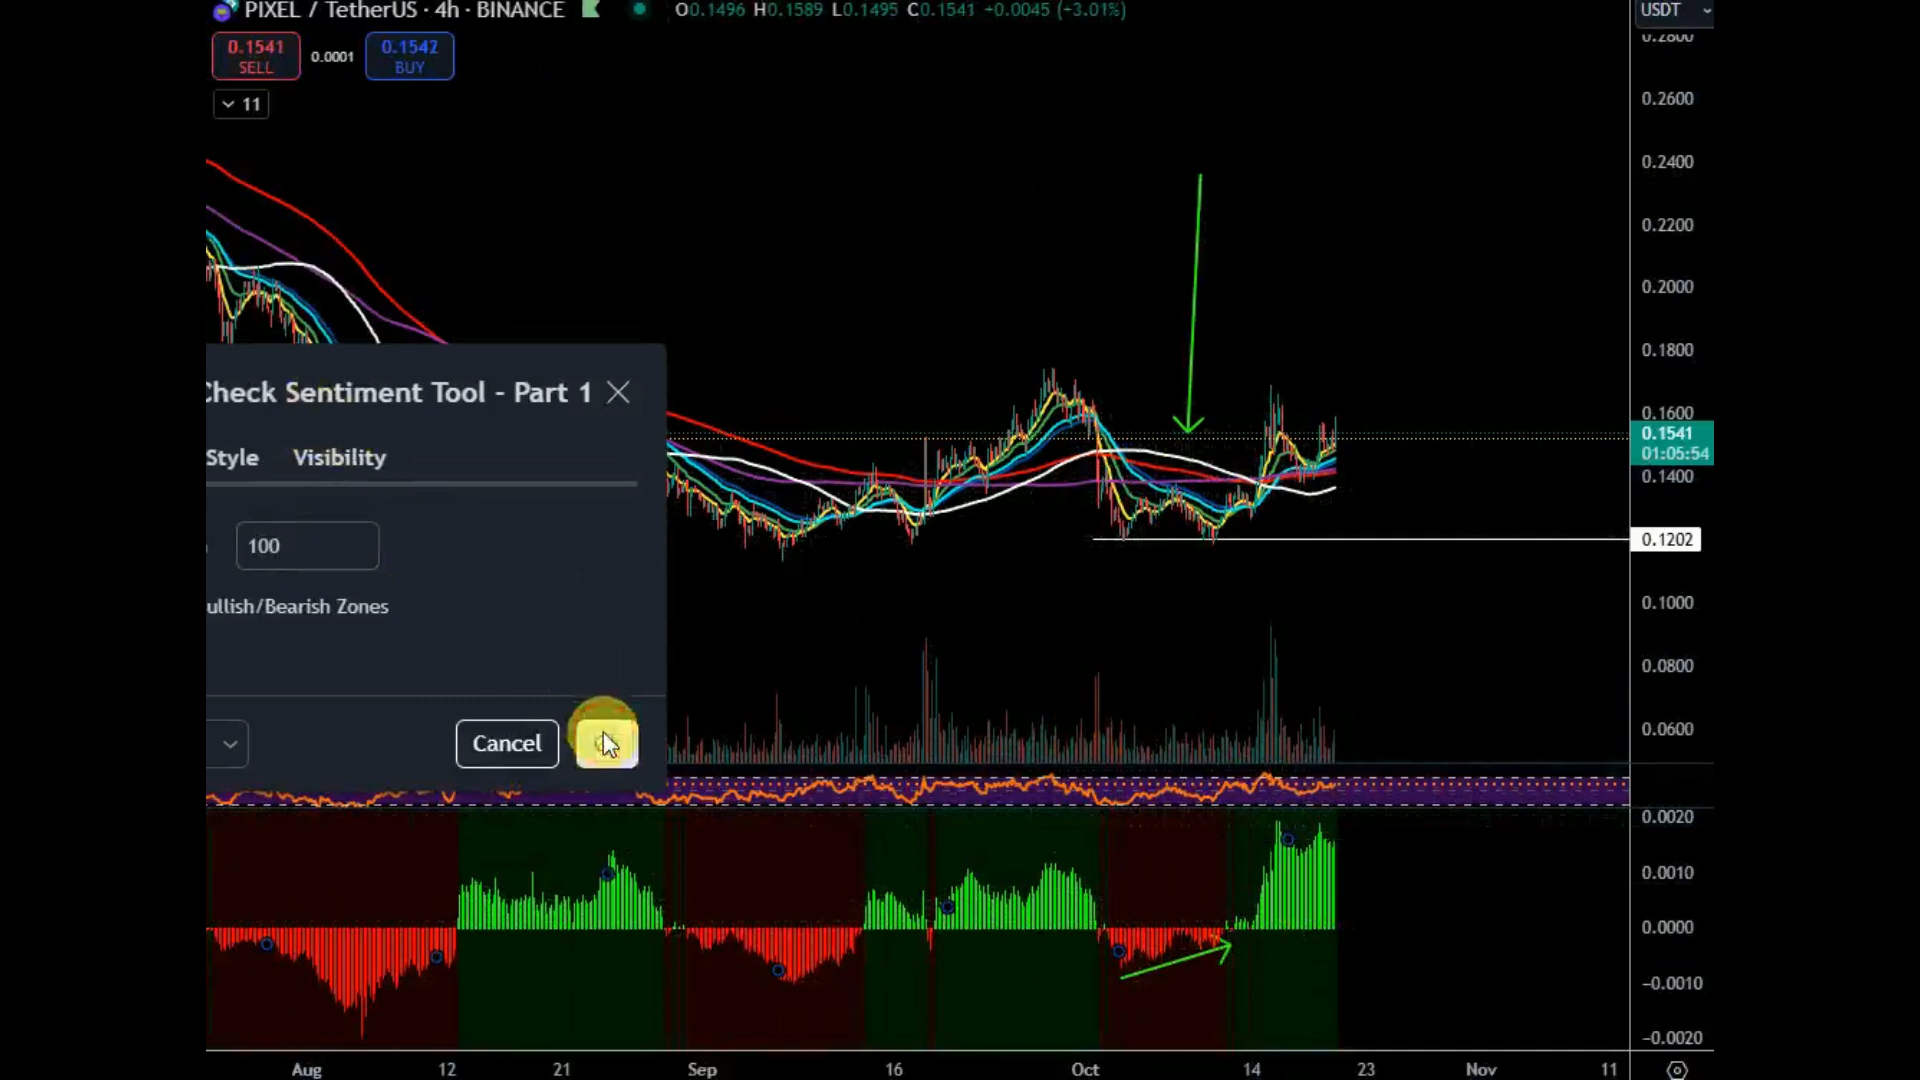 PIXEL / TetherUS · 4h · BINANCE
O0.1496 H0.1589 L0.1495 C0.1541 +0.0045 (+3.01%)
USDT
0.1541
SELL
0.0001
0.1542
BUY
11
0.2800
0.2600
0.2400
0.2200
0.2000
0.1800
0.1600
0.1541
01:05:54
0.1400
0.1202
0.1000
0.0800
0.0600
Check Sentiment Tool - Part 1
Style
Visibility
100
ullish/Bearish Zones
Cancel
0.0020
0.0010
0.0000
−0.0010
−0.0020
Aug
12
21
Sep
16
Oct
14
23
Nov
11